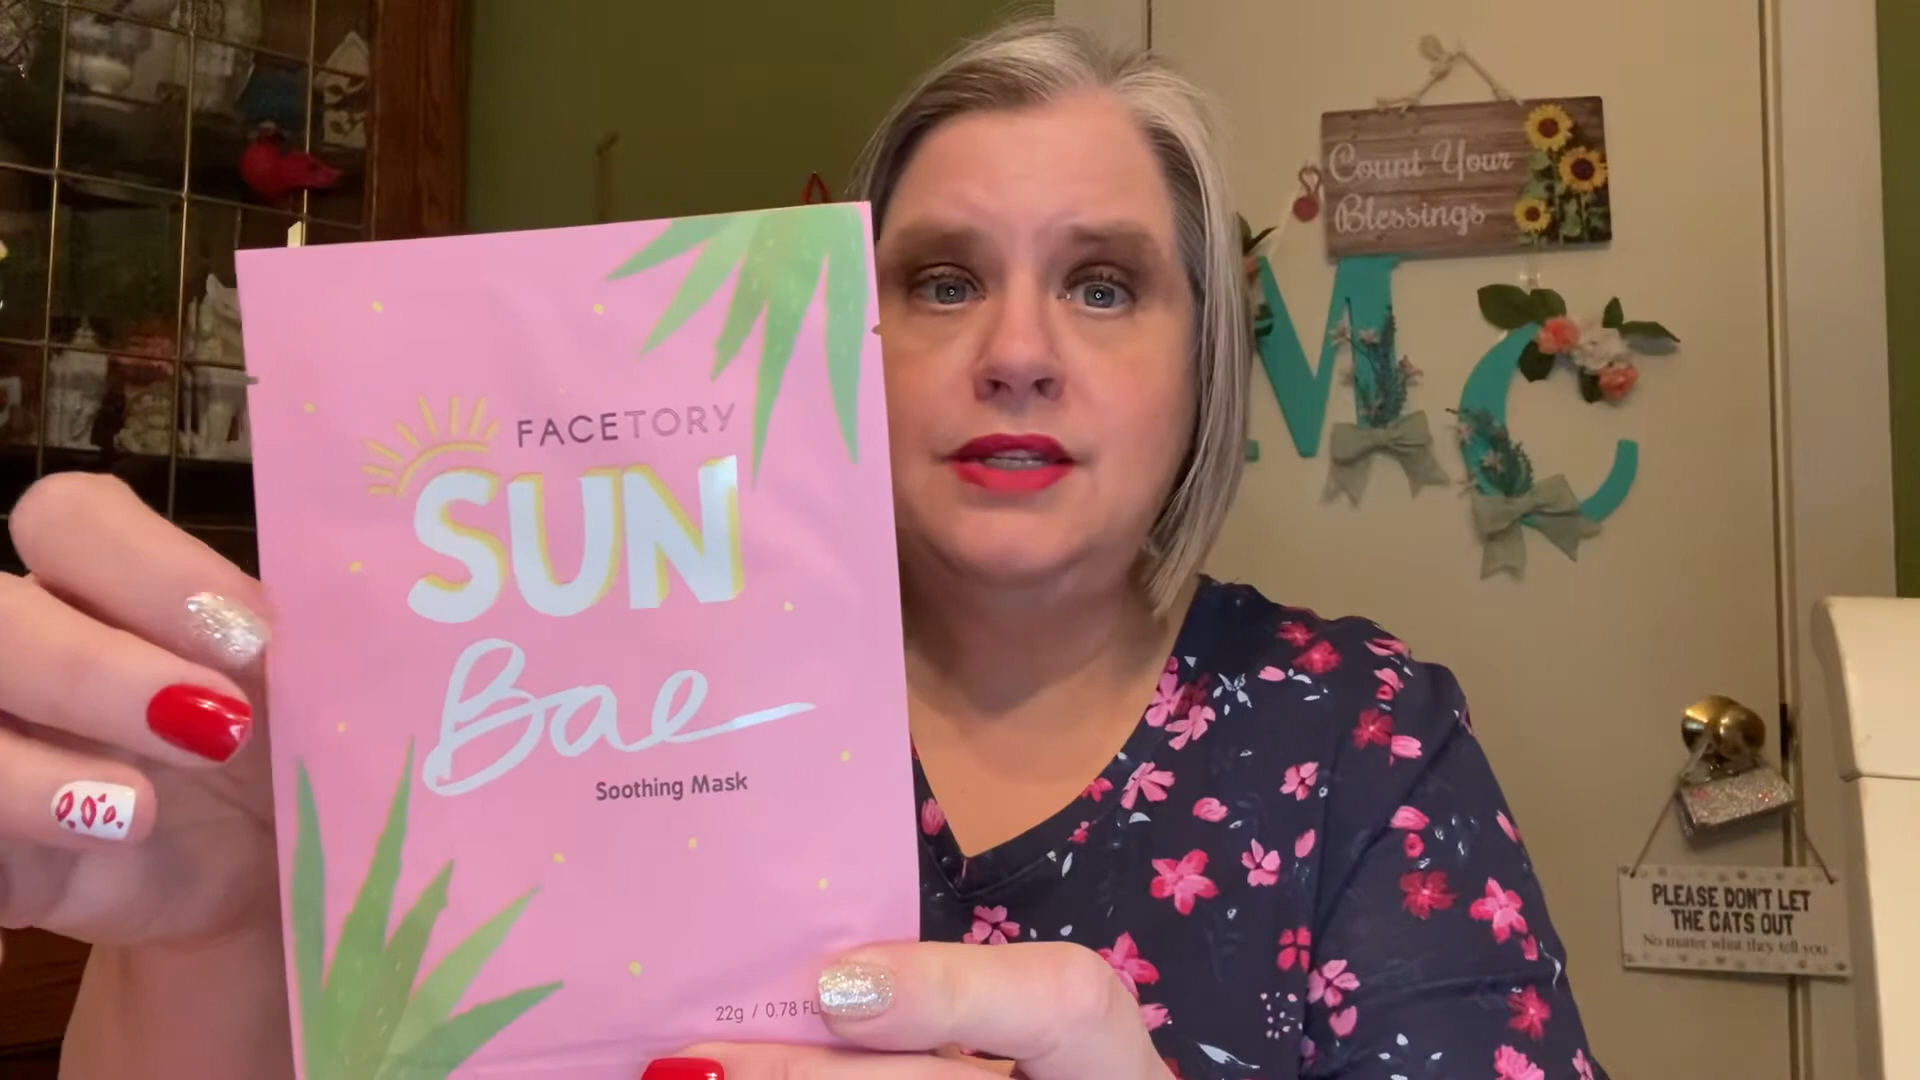 FACETORY
SUN
Bae
Soothing Mask
22g / 0.78 FL
Count Your
Blessings
M C
PLEASE DON'T LET
THE CATS OUT
No matter what they tell you